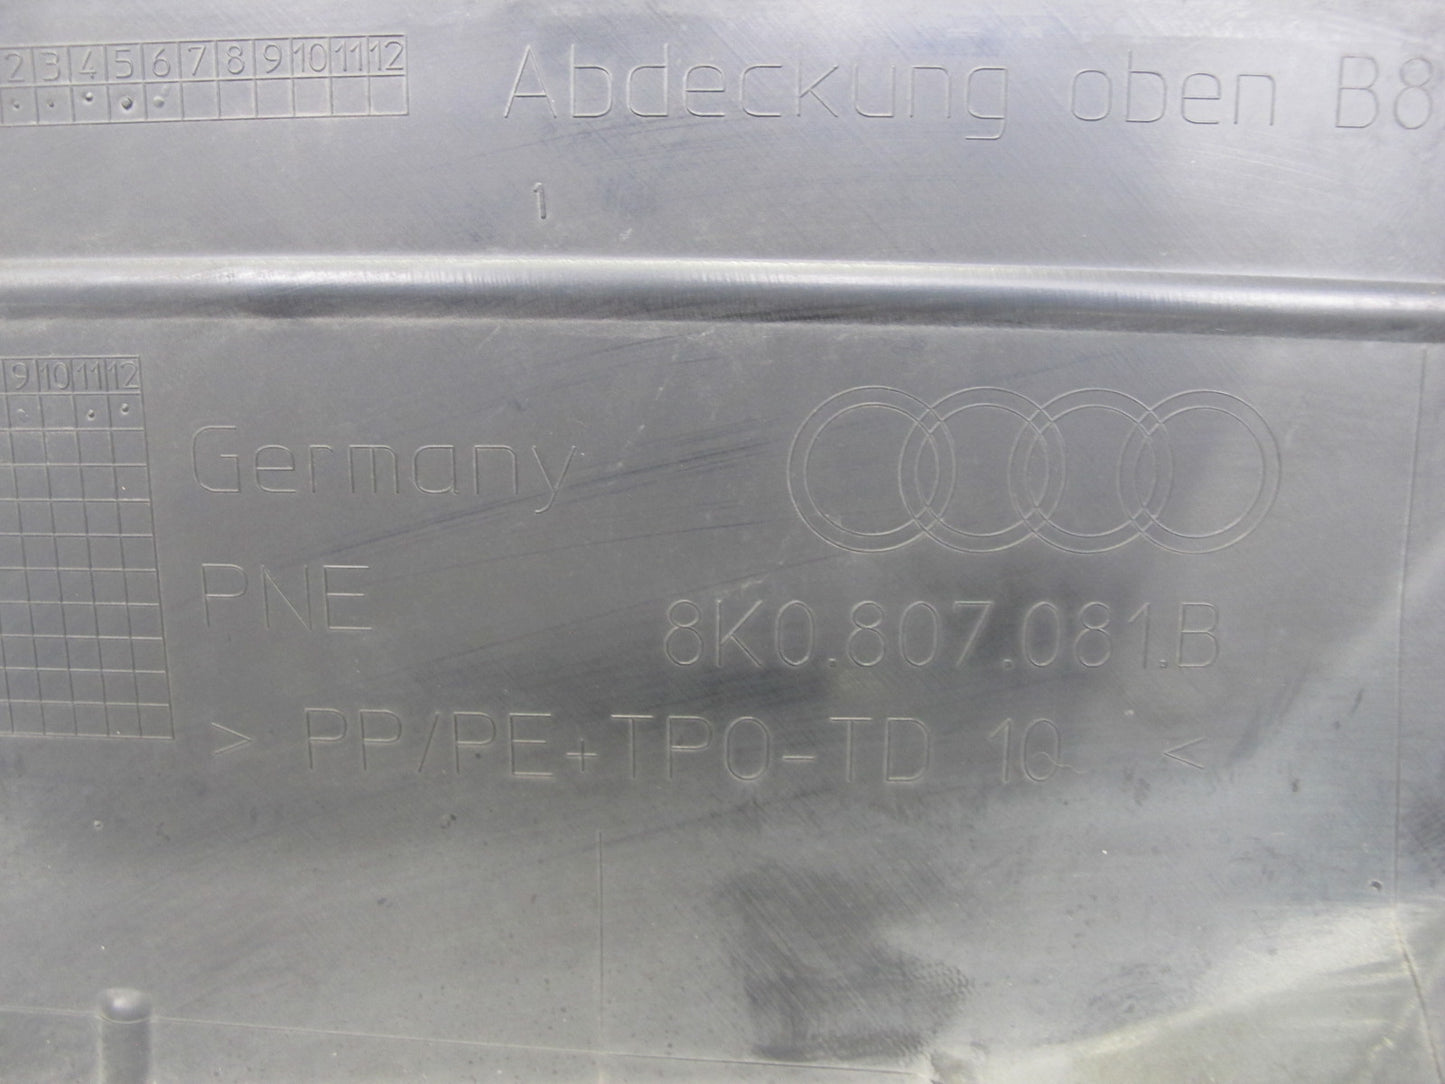 2 3 4 5 6 7 8 9 10 11 12
Abdeckung oben B8
1
9 10 11 12
Germany
PNE
8K0.807.081.B
> PP/PE+TPO-TD 10 <